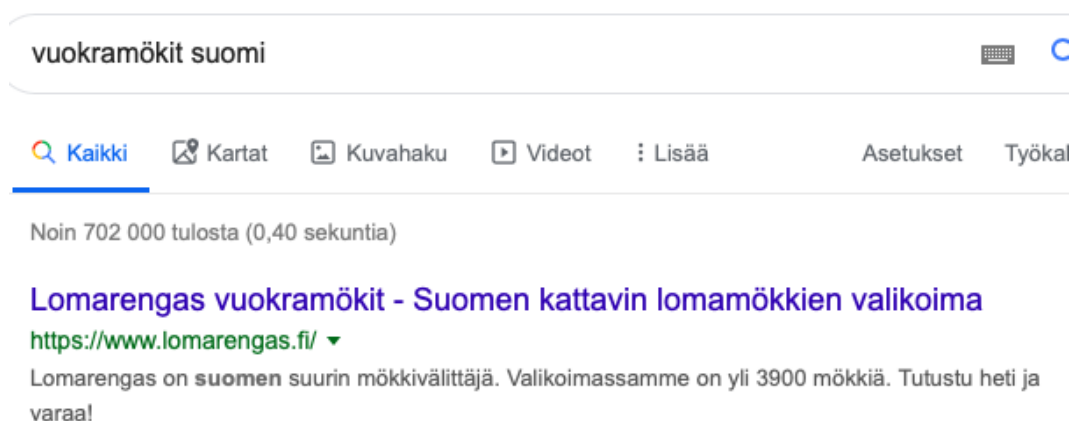 vuokramökit suomi
Kaikki Kartat Kuvahaku Videot Lisää Asetukset
Noin 702 000 tulosta (0,40 sekuntia)
Lomarengas vuokramökit - Suomen kattavin lomamökkien valikoima
https://www.lomarengas.fi/
Lomarengas on suomen suurin mökkivälittäjä. Valikoimassamme on yli 3900 mökkiä. Tutustu heti ja
varaa!